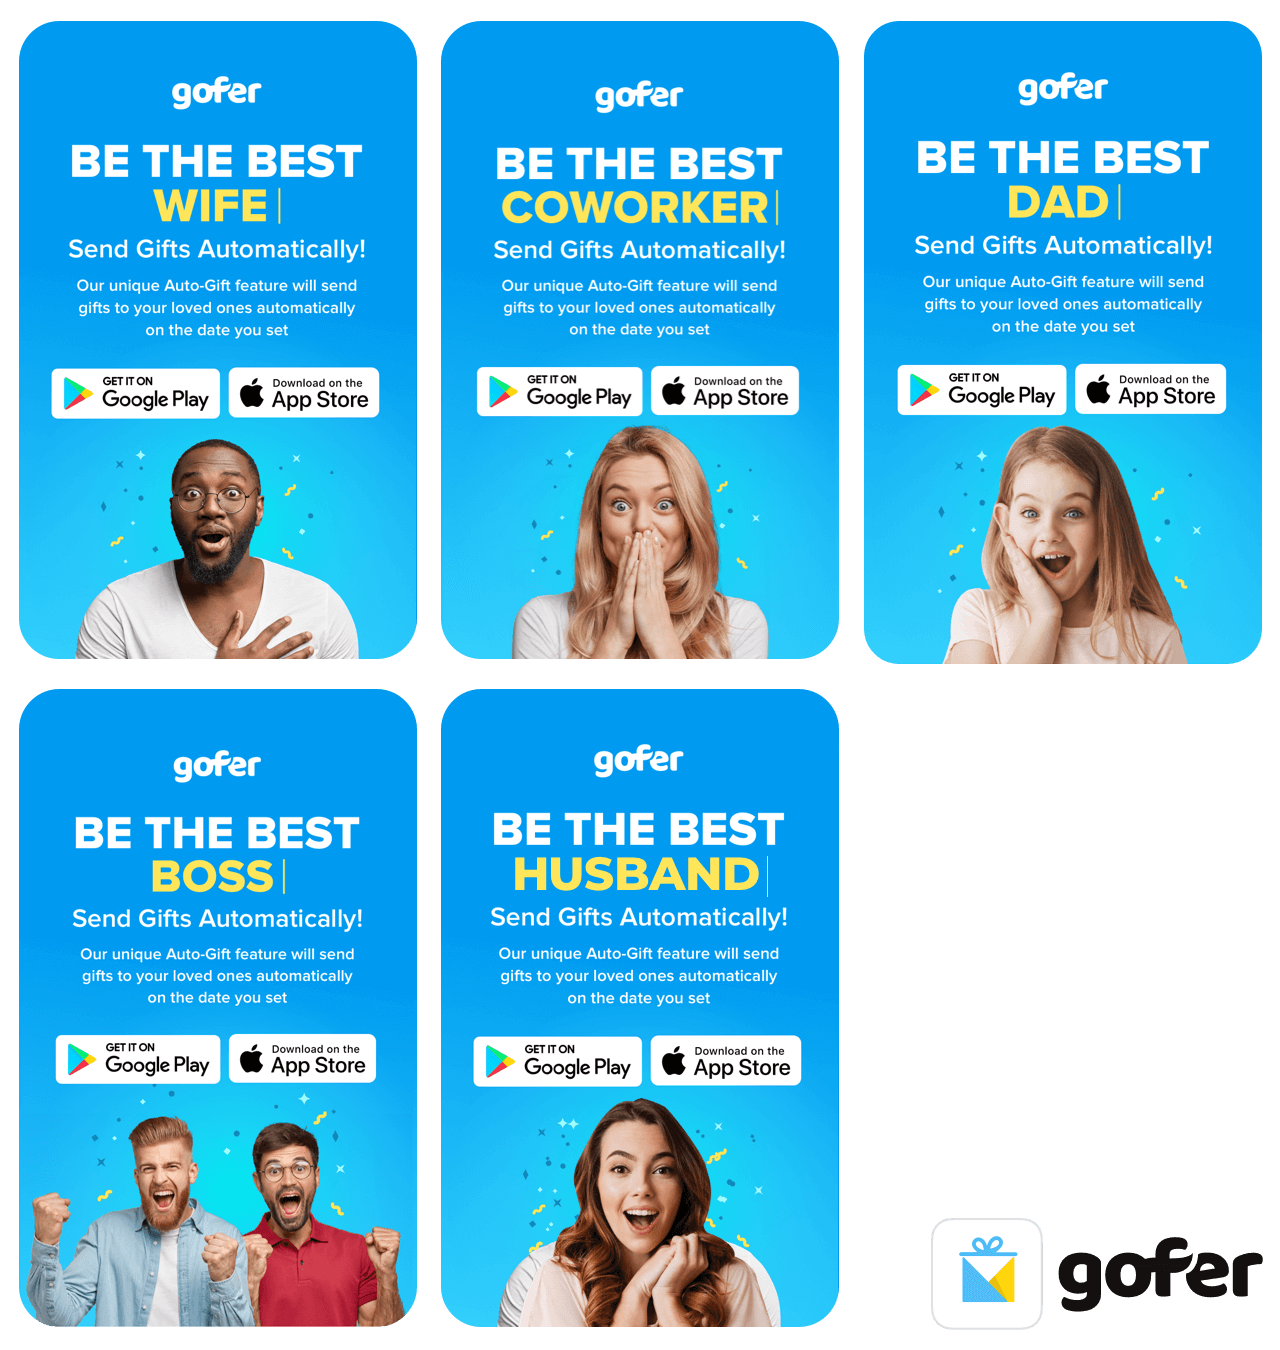 gofer
BE THE BEST
WIFE
Send Gifts Automatically!
Our unique Auto-Gift feature will send
gifts to your loved ones automatically
on the date you set
GET IT ON
Google Play
Download on the
App Store
gofer
BE THE BEST
COWORKER
Send Gifts Automatically!
Our unique Auto-Gift feature will send
gifts to your loved ones automatically
on the date you set
GET IT ON
Google Play
Download on the
App Store
gofer
BE THE BEST
DAD
Send Gifts Automatically!
Our unique Auto-Gift feature will send
gifts to your loved ones automatically
on the date you set
GET IT ON
Google Play
Download on the
App Store
gofer
BE THE BEST
BOSS
Send Gifts Automatically!
Our unique Auto-Gift feature will send
gifts to your loved ones automatically
on the date you set
GET IT ON
Google Play
Download on the
App Store
gofer
BE THE BEST
HUSBAND
Send Gifts Automatically!
Our unique Auto-Gift feature will send
gifts to your loved ones automatically
on the date you set
GET IT ON
Google Play
Download on the
App Store
gofer